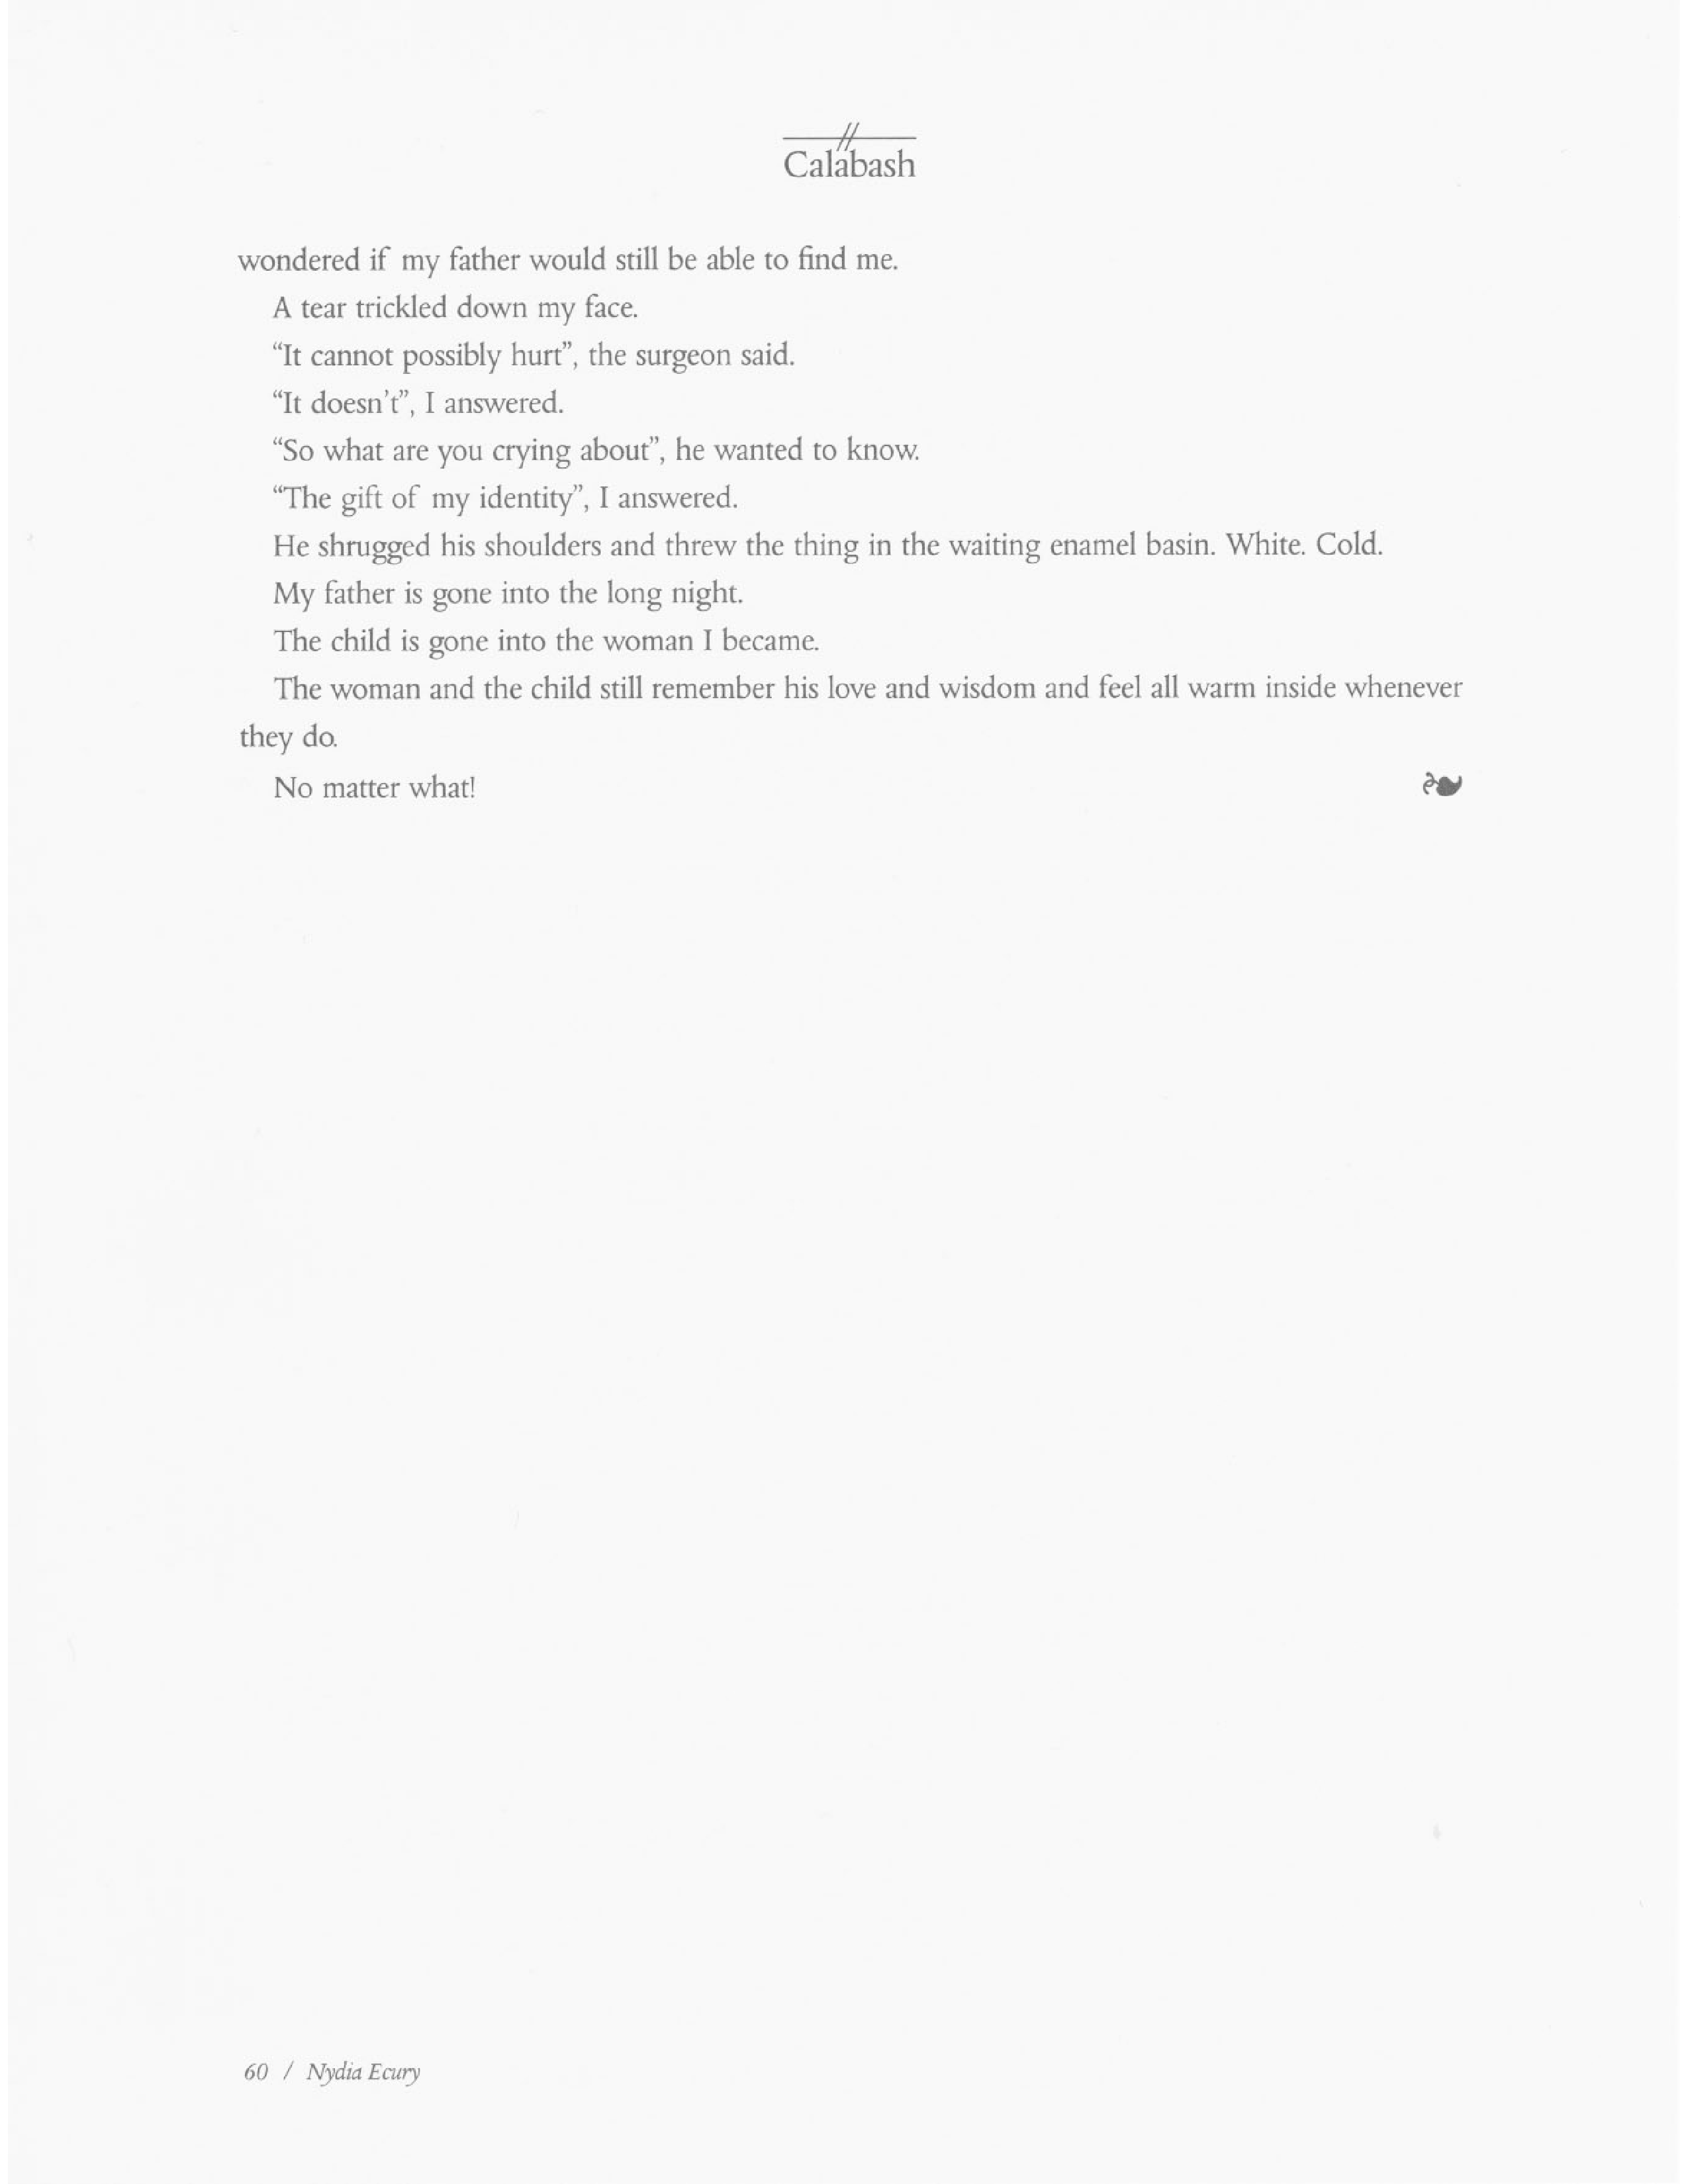 Calabash
wondered if my father would still be able to find me.
A tear trickled down my face.
“It cannot possibly hurt”, the surgeon said.
“It doesn't”, I answered.
“So what are you crying about”, he wanted to know.
“The gift of my identity”, I answered.
He shrugged his shoulders and threw the thing in the waiting enamel basin. White. Cold.
My father is gone into the long night.
The child is gone into the woman I became.
The woman and the child still remember his love and wisdom and feel all warm inside whenever
they do.
No matter what!
60 / Nydia Ecury